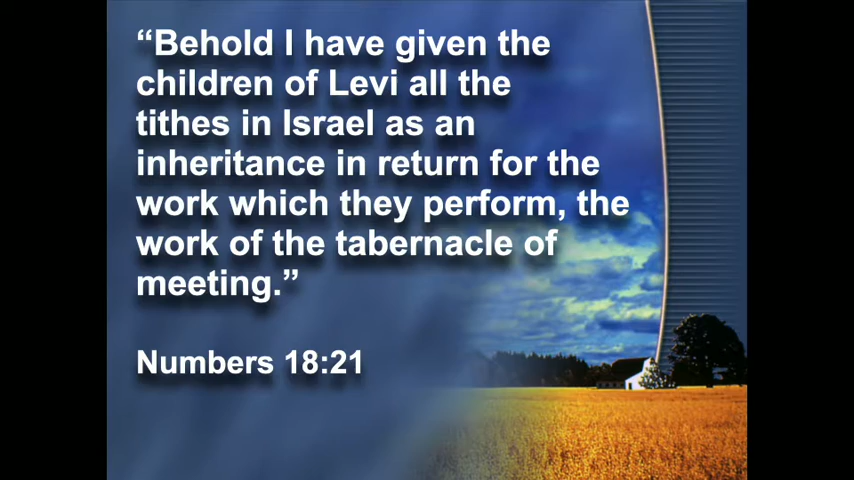 “Behold I have given the
children of Levi all the
tithes in Israel as an
inheritance in return for the
work which they perform, the
work of the tabernacle of
meeting.”
Numbers 18:21